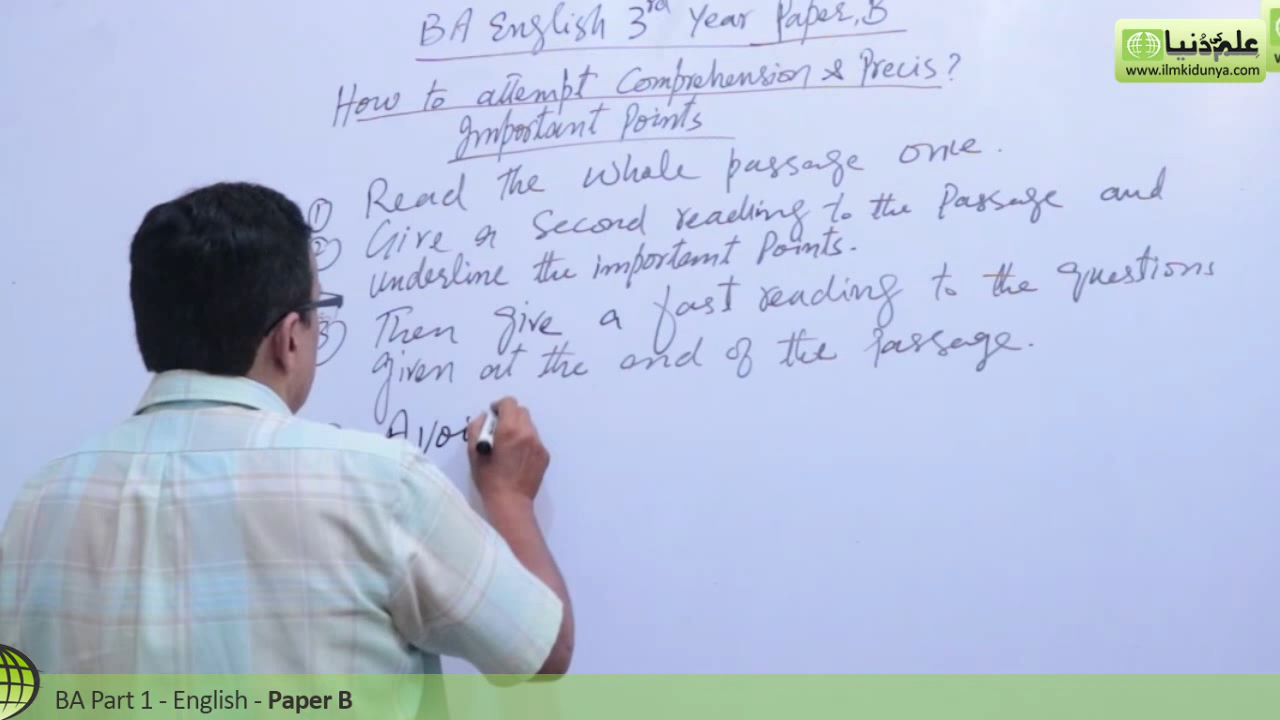 BA English 3rd Year Paper, B
علم کی دنیا
www.ilmkidunya.com
How to attempt Comprehension & Precis?
Important Points
① Read the whole passage once.
② Give a second reading to the passage and
underline the important points.
③ Then give a fast reading to the questions
given at the end of the passage.
Avoi
BA Part 1 - English - Paper B